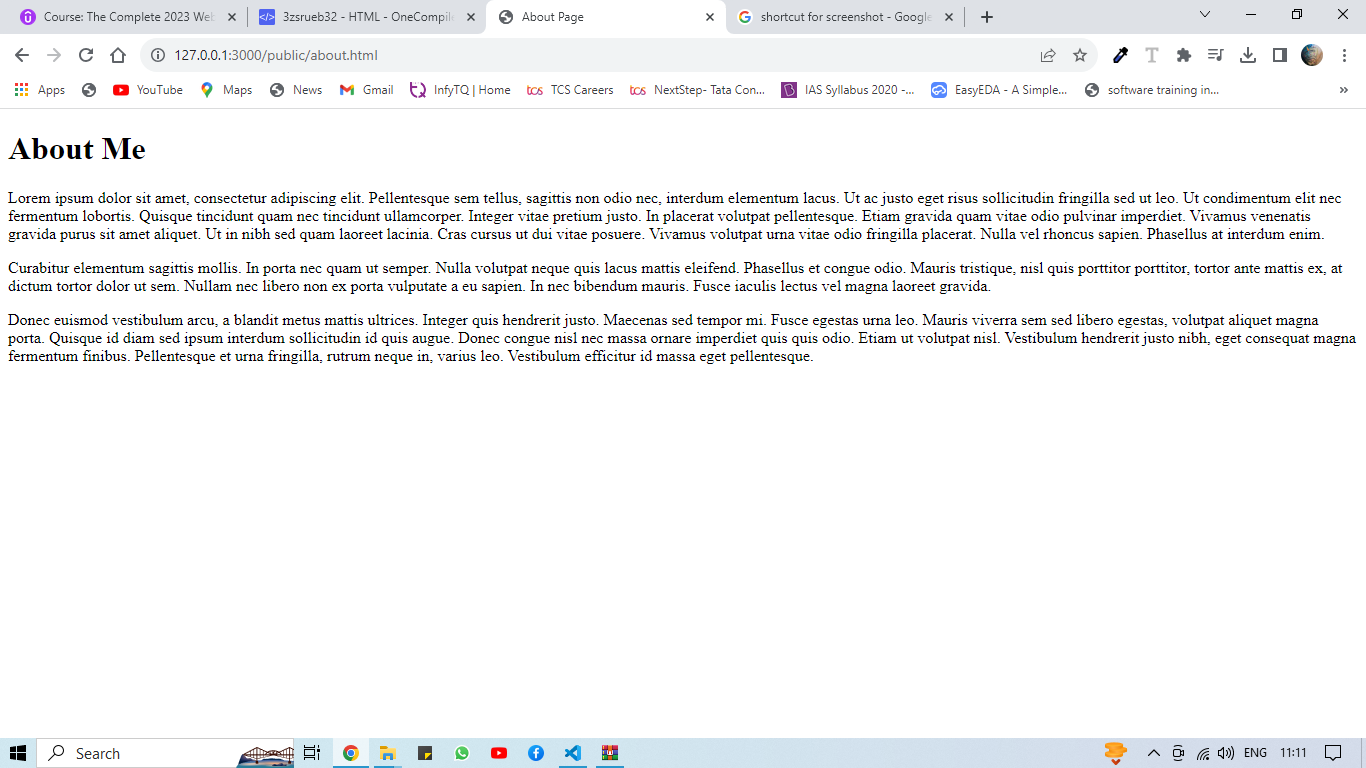 Course: The Complete 2023 Web
3zsrueb32 - HTML - OneCompile
About Page
shortcut for screenshot - Google
127.0.0.1:3000/public/about.html
Apps
YouTube
Maps
News
Gmail
InfyTQ | Home
tcs TCS Careers
tcs NextStep- Tata Con...
IAS Syllabus 2020 -...
EasyEDA - A Simple...
software training in...
»
About Me
Lorem ipsum dolor sit amet, consectetur adipiscing elit. Pellentesque sem tellus, sagittis non odio nec, interdum elementum lacus. Ut ac justo eget risus sollicitudin fringilla sed ut leo. Ut condimentum elit nec
fermentum lobortis. Quisque tincidunt quam nec tincidunt ullamcorper. Integer vitae pretium justo. In placerat volutpat pellentesque. Etiam gravida quam vitae odio pulvinar imperdiet. Vivamus venenatis
gravida purus sit amet aliquet. Ut in nibh sed quam laoreet lacinia. Cras cursus ut dui vitae posuere. Vivamus volutpat urna vitae odio fringilla placerat. Nulla vel rhoncus sapien. Phasellus at interdum enim.
Curabitur elementum sagittis mollis. In porta nec quam ut semper. Nulla volutpat neque quis lacus mattis eleifend. Phasellus et congue odio. Mauris tristique, nisl quis porttitor porttitor, tortor ante mattis ex, at
dictum tortor dolor ut sem. Nullam nec libero non ex porta vulputate a eu sapien. In nec bibendum mauris. Fusce iaculis lectus vel magna laoreet gravida.
Donec euismod vestibulum arcu, a blandit metus mattis ultrices. Integer quis hendrerit justo. Maecenas sed tempor mi. Fusce egestas urna leo. Mauris viverra sem sed libero egestas, volutpat aliquet magna
porta. Quisque id diam sed ipsum interdum sollicitudin id quis augue. Donec congue nisl nec massa ornare imperdiet quis quis odio. Etiam ut volutpat nisl. Vestibulum hendrerit justo nibh, eget consequat magna
fermentum finibus. Pellentesque et urna fringilla, rutrum neque in, varius leo. Vestibulum efficitur id massa eget pellentesque.
Search
ENG
11:11